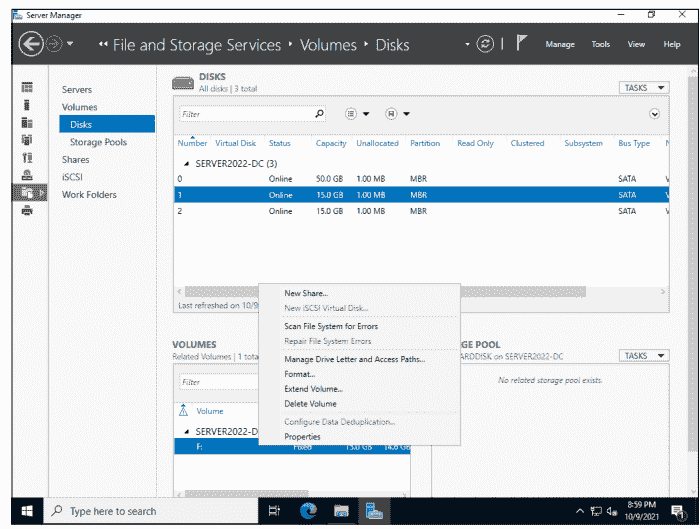 Server Manager
◂◂ File and Storage Services ▸ Volumes ▸ Disks
Manage Tools View Help
Servers
Volumes
Disks
Storage Pools
Shares
iSCSI
Work Folders
DISKS
All disks | 3 total
TASKS
Filter
Number Virtual Disk Status Capacity Unallocated Partition Read Only Clustered Subsystem Bus Type N
SERVER2022-DC (3)
0 Online 50.0 GB 1.00 MB MBR SATA V
1 Online 15.0 GB 1.00 MB MBR SATA V
2 Online 15.0 GB 1.00 MB MBR SATA V
Last refreshed on 10/9
New Share...
New iSCSI Virtual Disk...
Scan File System for Errors
Repair File System Errors
Manage Drive Letter and Access Paths...
Format...
Extend Volume...
Delete Volume
Configure Data Deduplication...
Properties
VOLUMES
Related Volumes | 1 tota
Filter
Volume
SERVER2022-D
F: Fixed 15.0 GB 14.6 GB
GE POOL
ARDDISK on SERVER2022-DC
TASKS
No related storage pool exists.
Type here to search
8:59 PM
10/9/2021